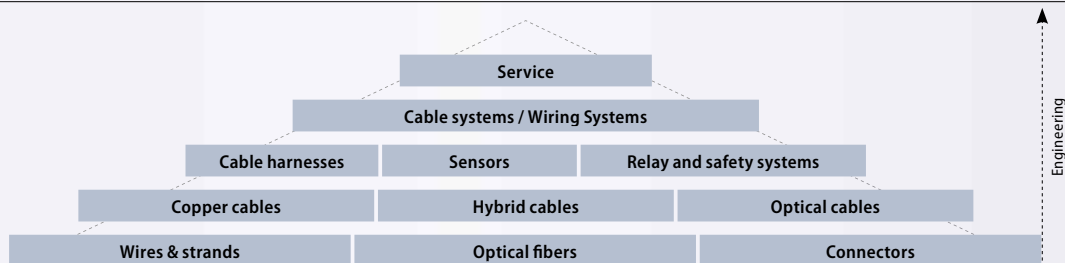 Service
Cable systems / Wiring Systems
Cable harnesses Sensors Relay and safety systems
Copper cables Hybrid cables Optical cables
Wires & strands Optical fibers Connectors
Engineering